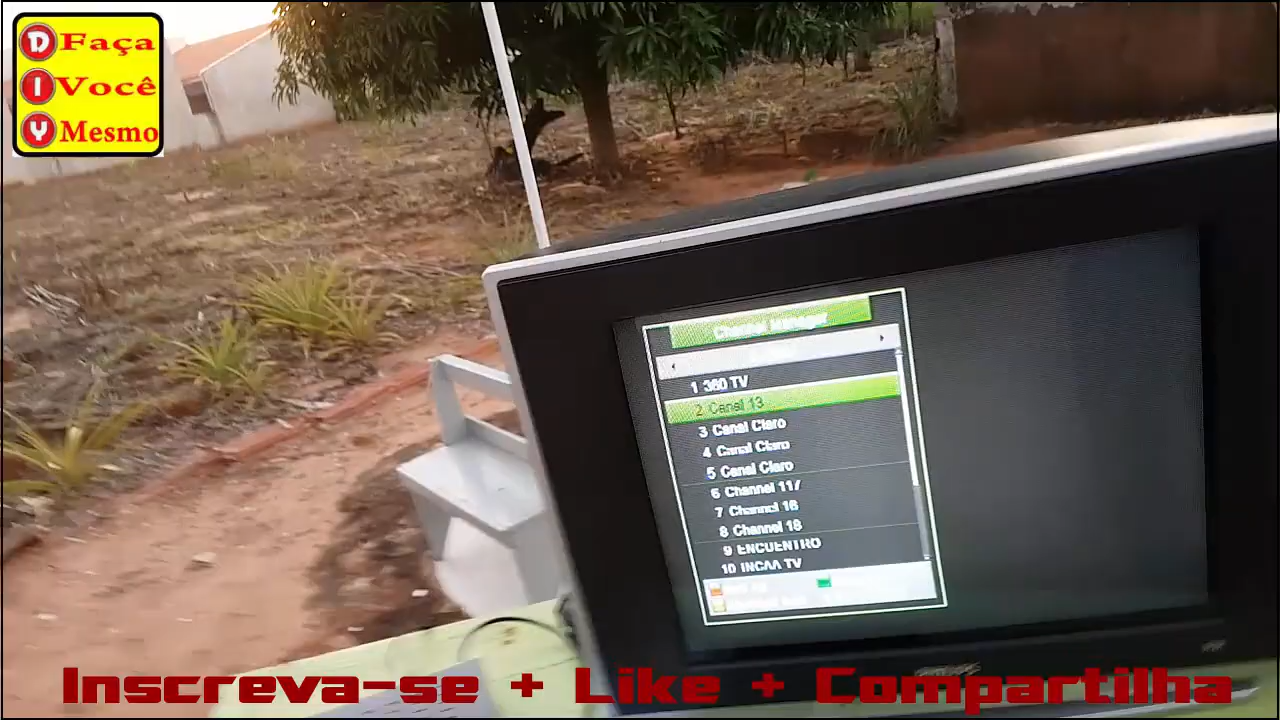 D Faça
I Você
Y Mesmo
Channel Manager
1 360 TV
2 Canal 13
3 Canal Claro
4 Canal Claro
5 Canal Claro
6 Channel 117
7 Channel 16
8 Channel 18
9 ENCUENTRO
10 INCAA TV
Inscreva-se + Like + Compartilha